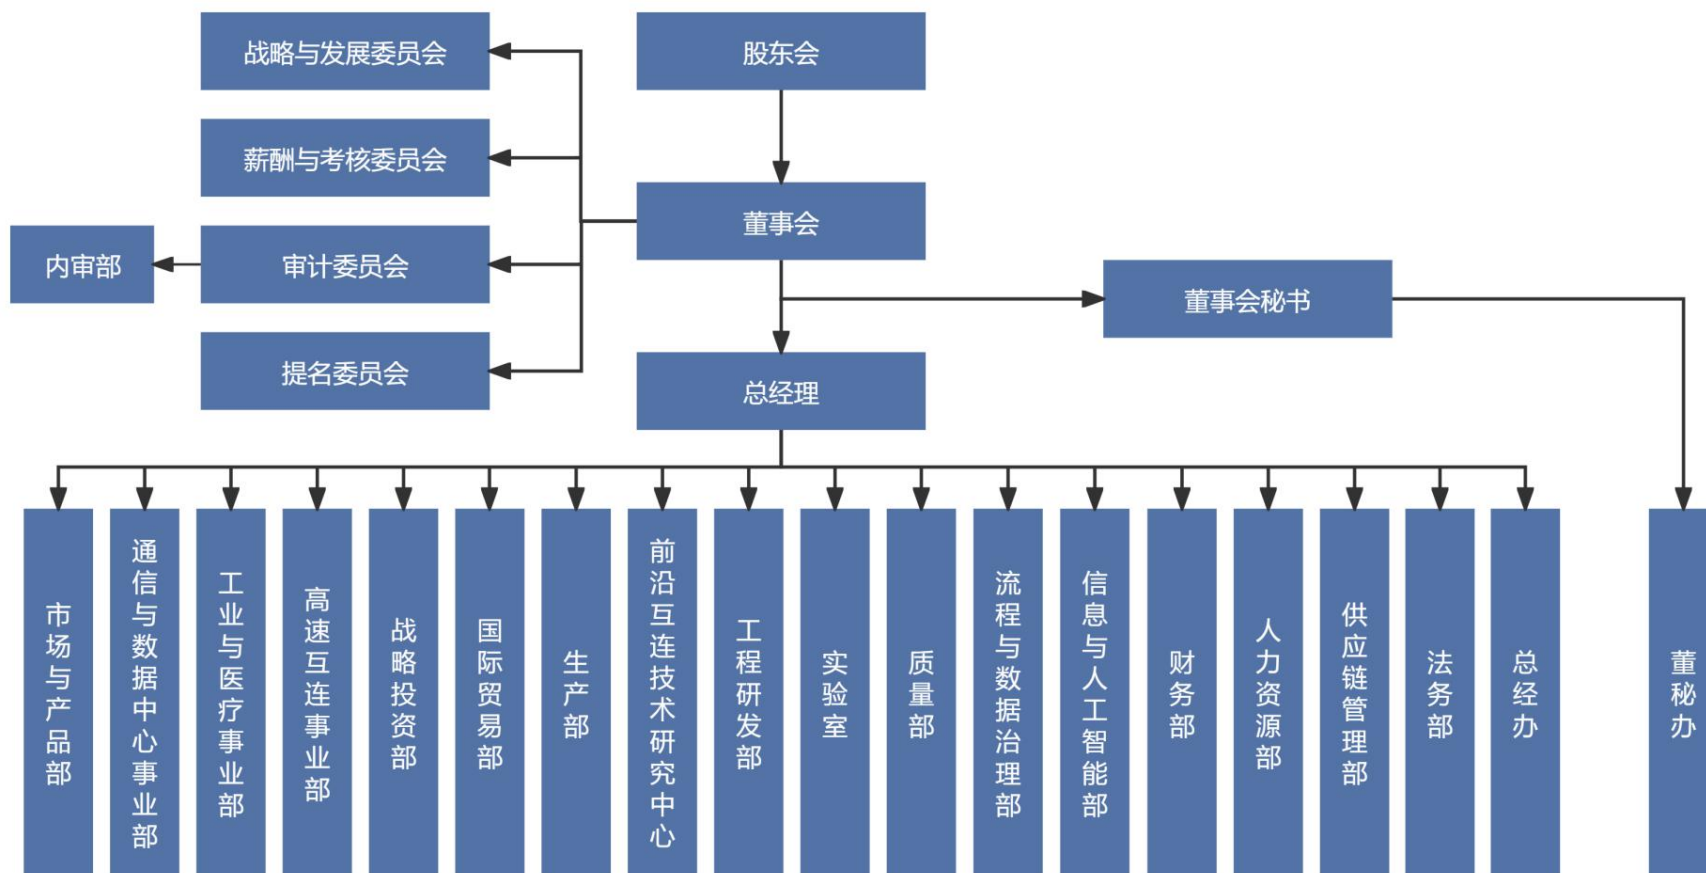 战略与发展委员会
股东会
薪酬与考核委员会
董事会
内审部
审计委员会
董事会秘书
提名委员会
总经理
市场与产品部
通信与数据中心事业部
工业与医疗事业部
高速互连事业部
战略投资部
国际贸易部
生产部
前沿互连技术研究中心
工程研发部
实验室
质量部
流程与数据治理部
信息与人工智能部
财务部
人力资源部
供应链管理部
法务部
总经办
董秘办